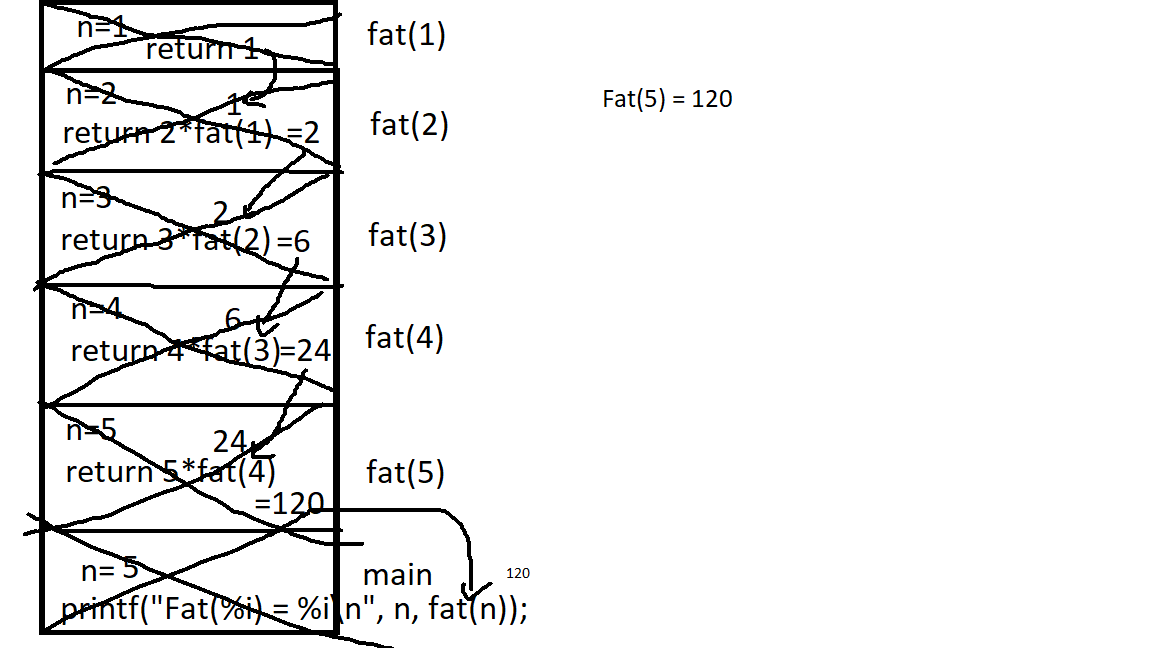 n=1
return 1
fat(1)
n=2
1
return 2*fat(1) =2
fat(2)
Fat(5) = 120
n=3
2
return 3*fat(2) =6
fat(3)
n=4
6
return 4*fat(3)=24
fat(4)
n=5
24
return 5*fat(4)
=120
fat(5)
n= 5
main
120
printf("Fat(%i) = %i\n", n, fat(n));